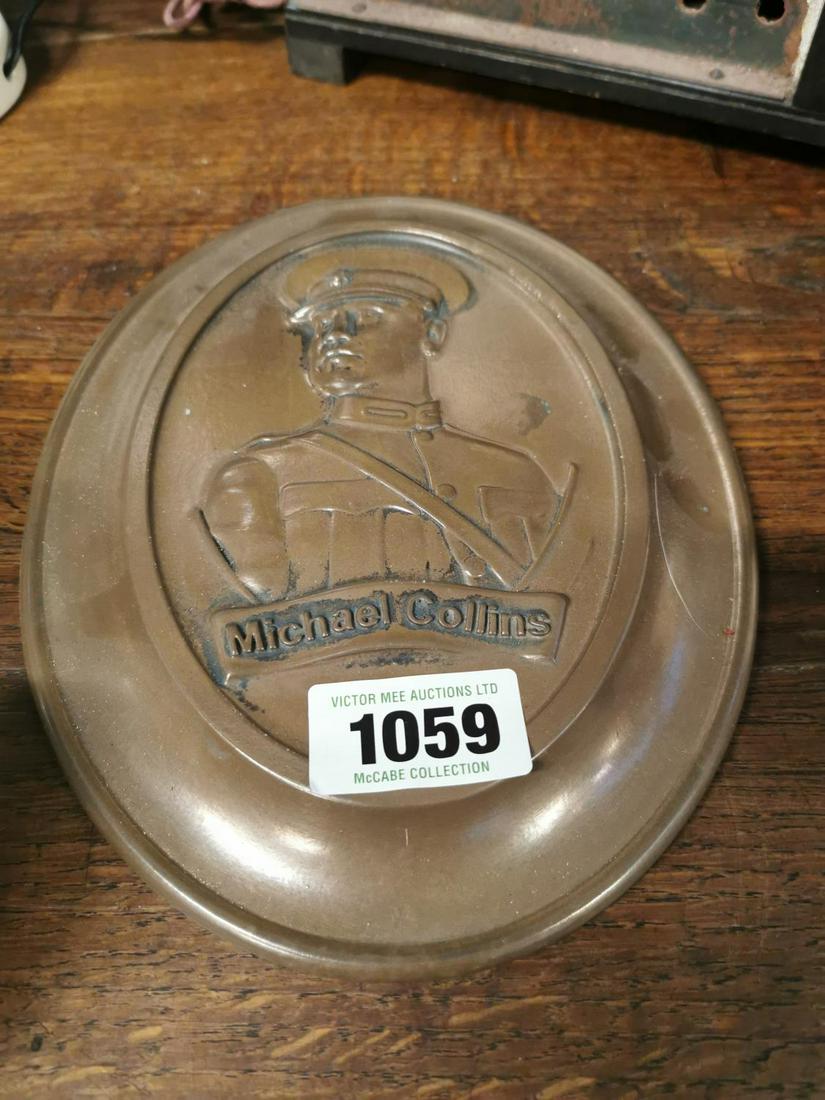 Michael Collins
VICTOR MEE AUCTIONS LTD
1059
McCABE COLLECTION